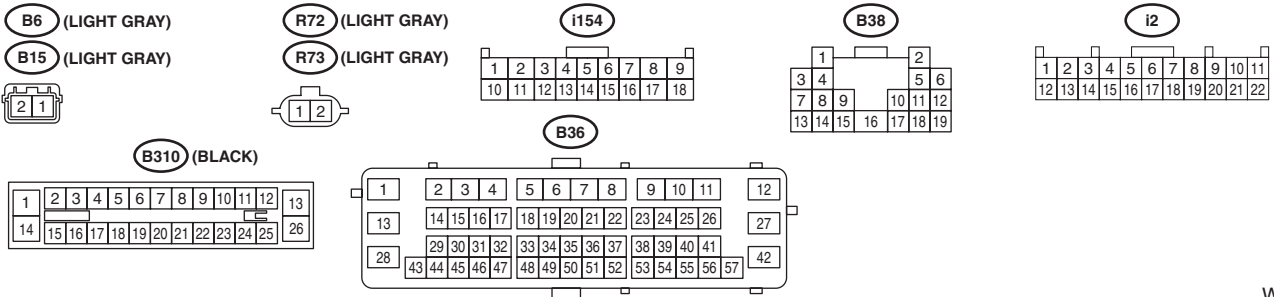 B6 (LIGHT GRAY)
B15 (LIGHT GRAY)
2 1
R72 (LIGHT GRAY)
R73 (LIGHT GRAY)
1 2
i154
1 2 3 4 5 6 7 8 9
10 11 12 13 14 15 16 17 18
B38
1 2
3 4 5 6
7 8 9 10 11 12
13 14 15 16 17 18 19
i2
1 2 3 4 5 6 7 8 9 10 11
12 13 14 15 16 17 18 19 20 21 22
B310 (BLACK)
1 2 3 4 5 6 7 8 9 10 11 12 13
14 15 16 17 18 19 20 21 22 23 24 25 26
B36
1 2 3 4 5 6 7 8 9 10 11 12
13 14 15 16 17 18 19 20 21 22 23 24 25 26 27
28 29 30 31 32 33 34 35 36 37 38 39 40 41 42
43 44 45 46 47 48 49 50 51 52 53 54 55 56 57
W